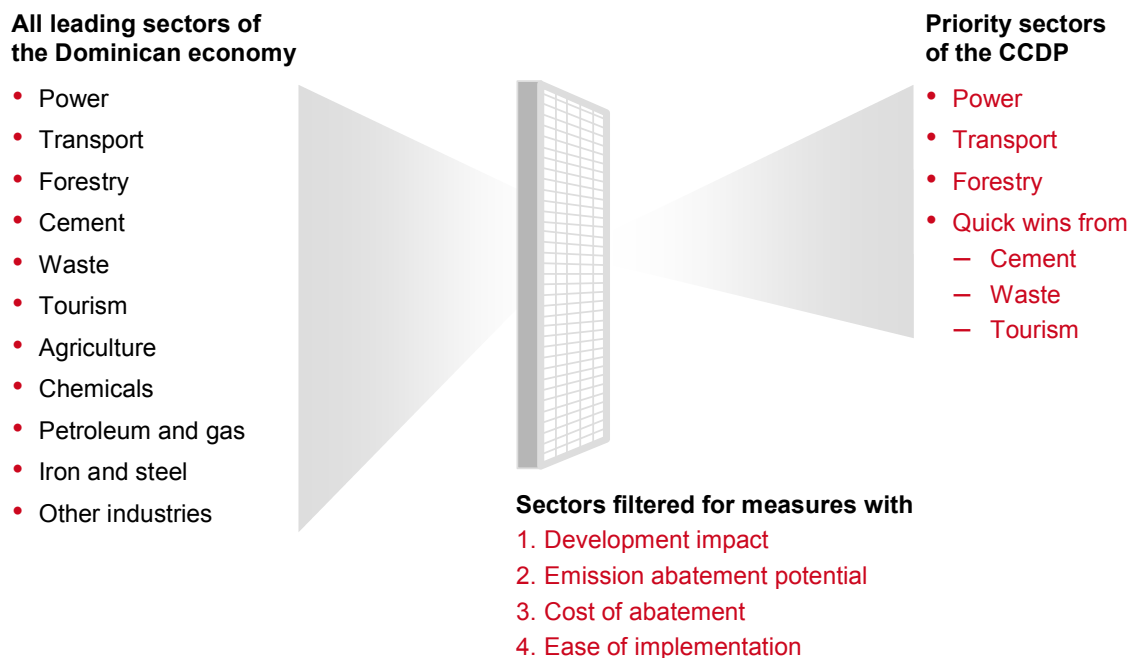 All leading sectors of
the Dominican economy
• Power
• Transport
• Forestry
• Cement
• Waste
• Tourism
• Agriculture
• Chemicals
• Petroleum and gas
• Iron and steel
• Other industries
Sectors filtered for measures with
1. Development impact
2. Emission abatement potential
3. Cost of abatement
4. Ease of implementation
Priority sectors
of the CCDP
• Power
• Transport
• Forestry
• Quick wins from
– Cement
– Waste
– Tourism